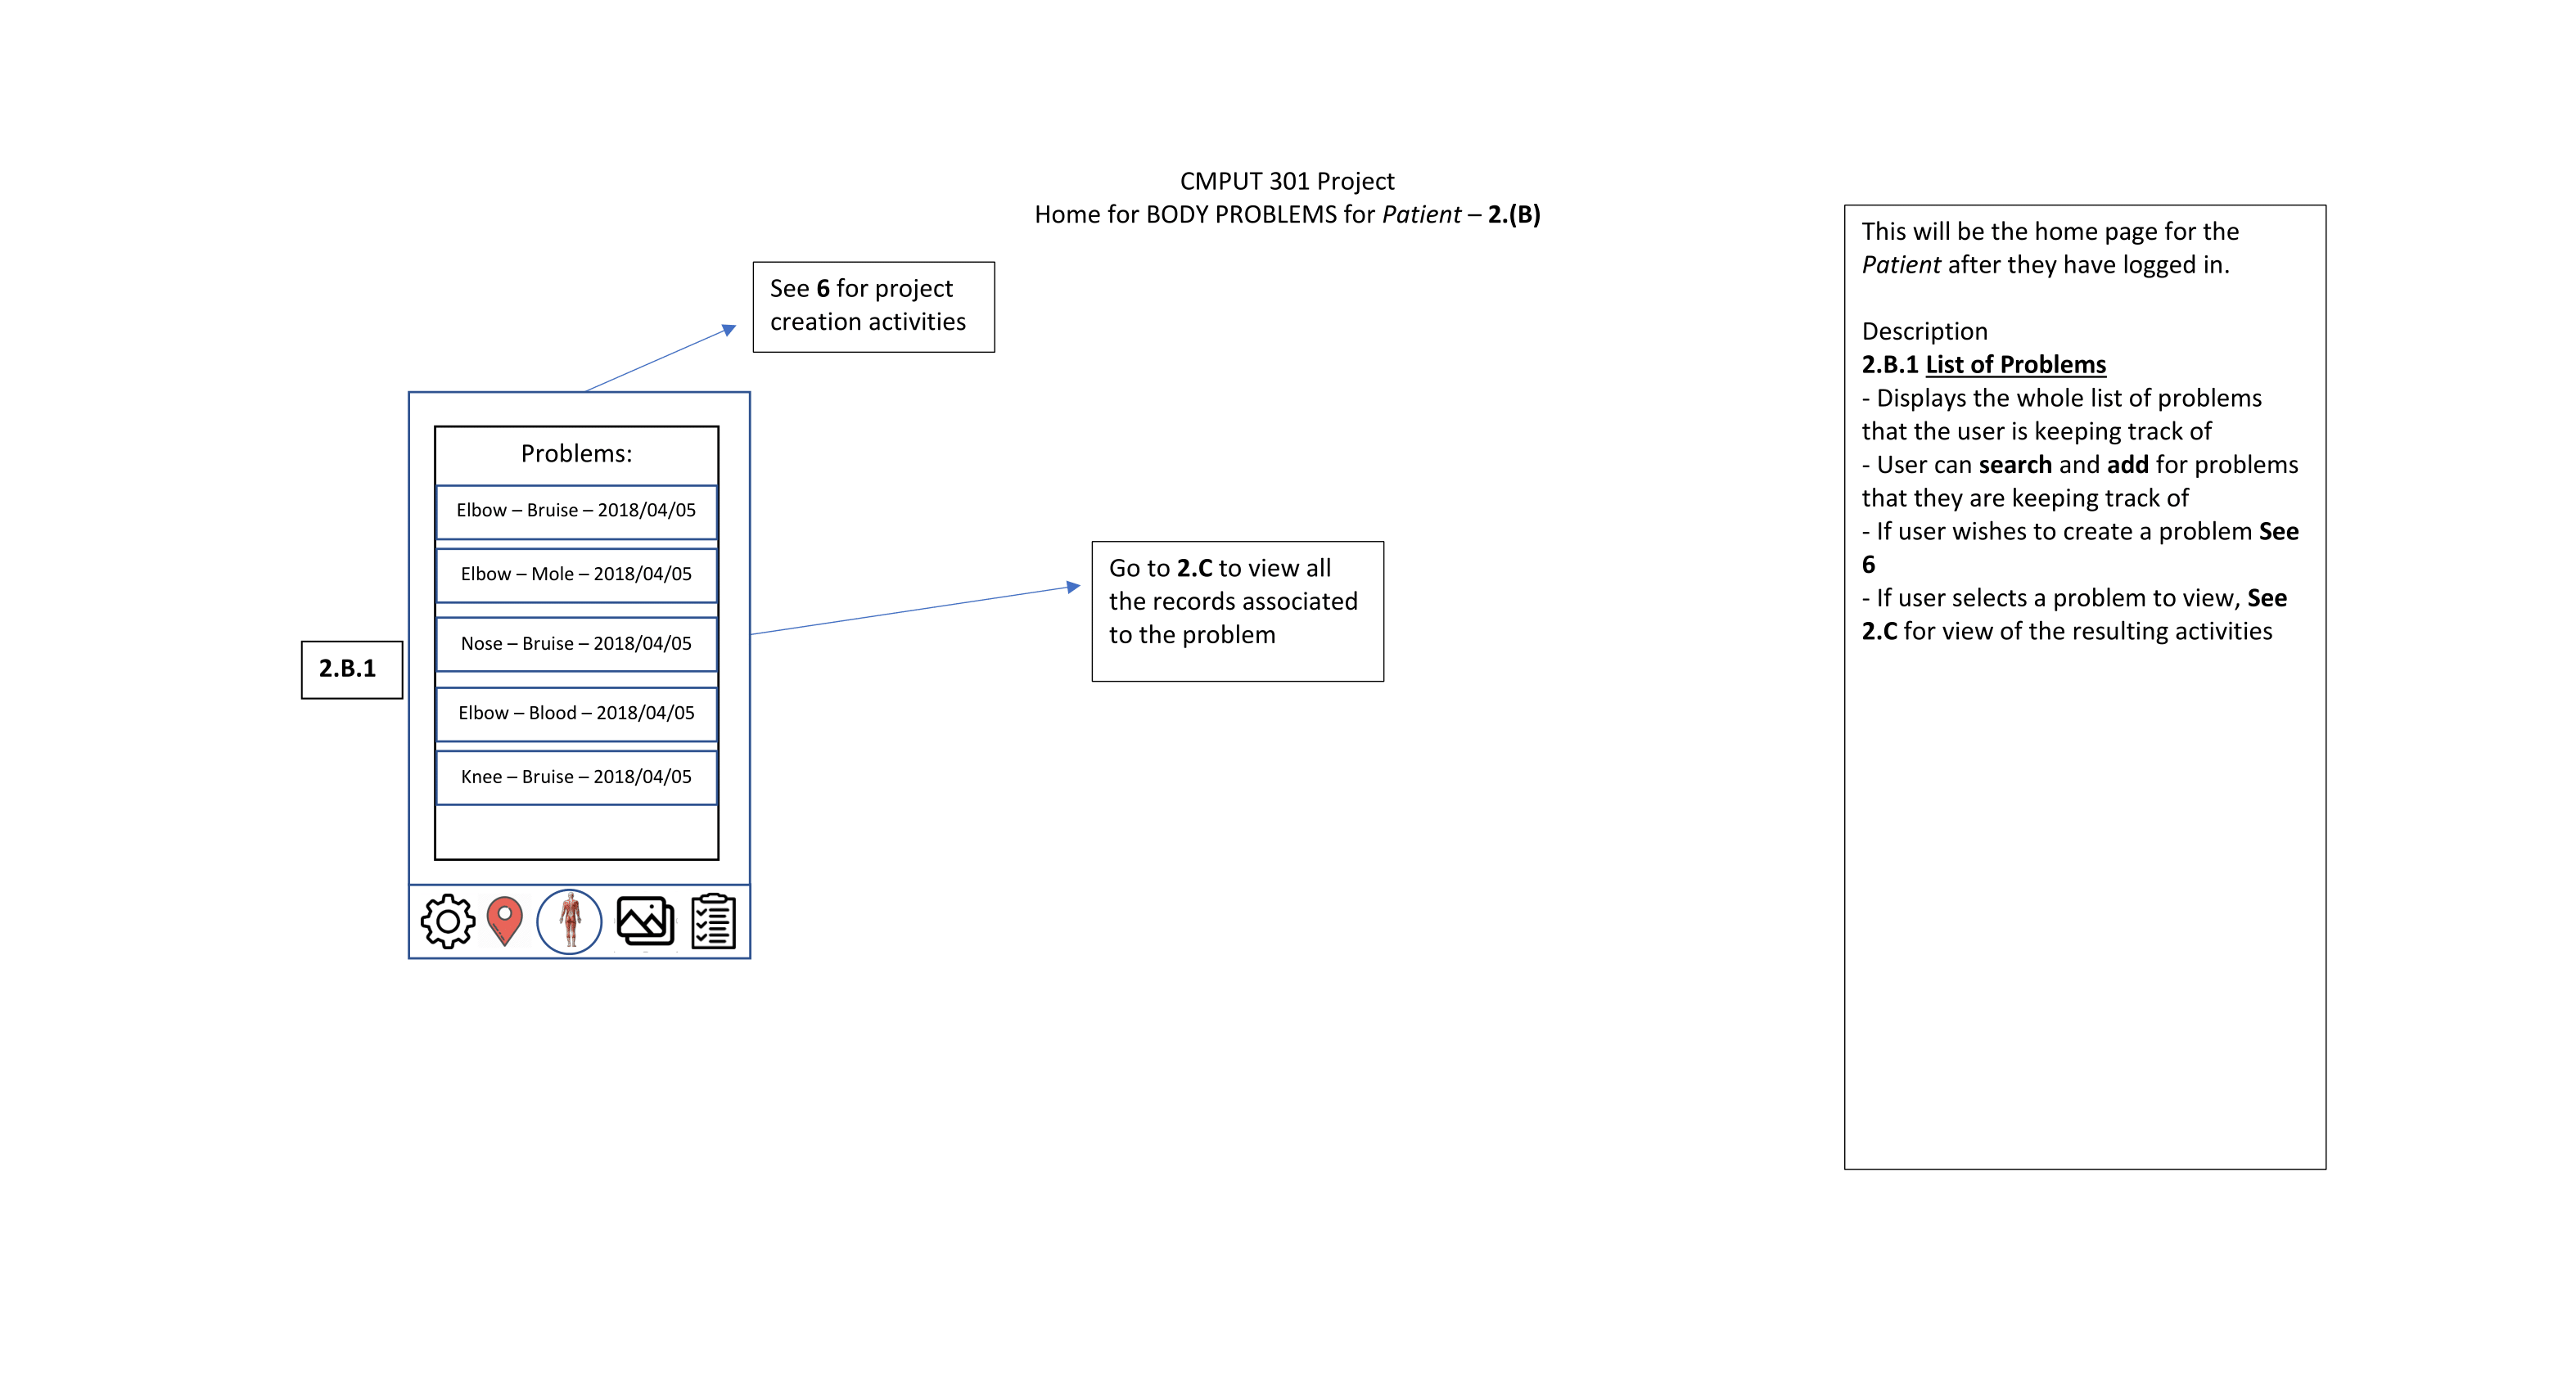 CMPUT 301 Project
Home for BODY PROBLEMS for Patient – 2.(B)
See 6 for project
creation activities
Problems:
Elbow – Bruise – 2018/04/05
Elbow – Mole – 2018/04/05
Nose – Bruise – 2018/04/05
Elbow – Blood – 2018/04/05
Knee – Bruise – 2018/04/05
2.B.1
Go to 2.C to view all
the records associated
to the problem
This will be the home page for the
Patient after they have logged in.
Description
2.B.1 List of Problems
- Displays the whole list of problems
that the user is keeping track of
- User can search and add for problems
that they are keeping track of
- If user wishes to create a problem See
6
- If user selects a problem to view, See
2.C for view of the resulting activities